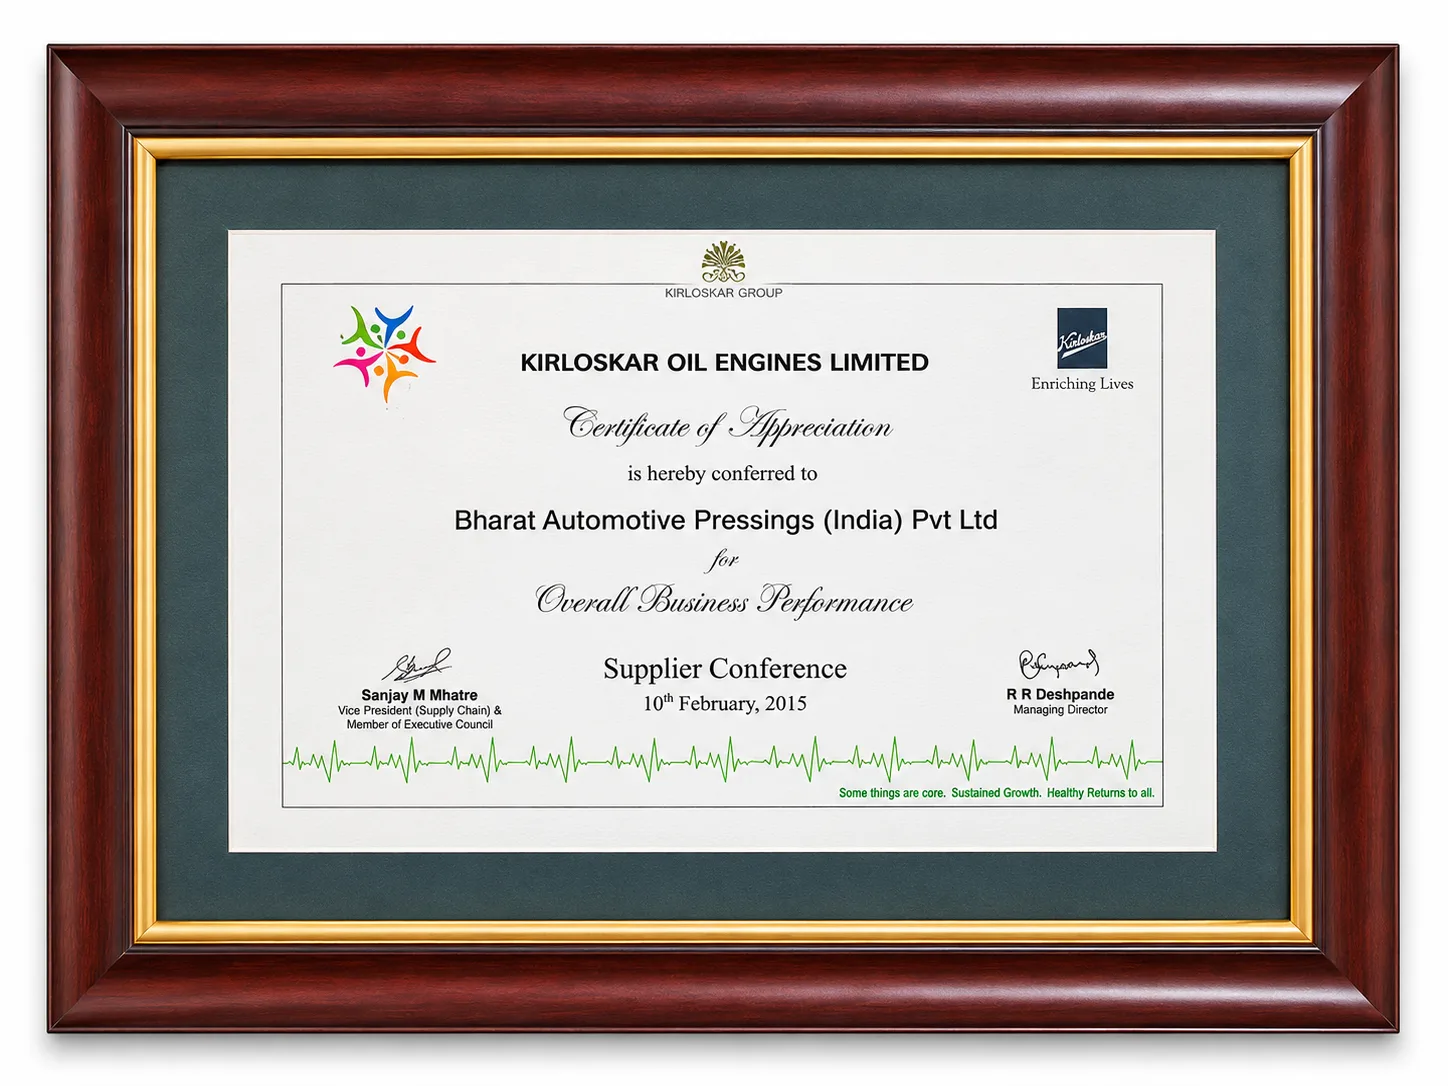 KIRLOSKAR GROUP
Kirloskar
Enriching Lives
KIRLOSKAR OIL ENGINES LIMITED
Certificate of Appreciation
is hereby conferred to
Bharat Automotive Pressings (India) Pvt Ltd
for
Overall Business Performance
Supplier Conference
10th February, 2015
Sanjay M Mhatre
Vice President (Supply Chain) &
Member of Executive Council
R R Deshpande
Managing Director
Some things are core. Sustained Growth. Healthy Returns to all.